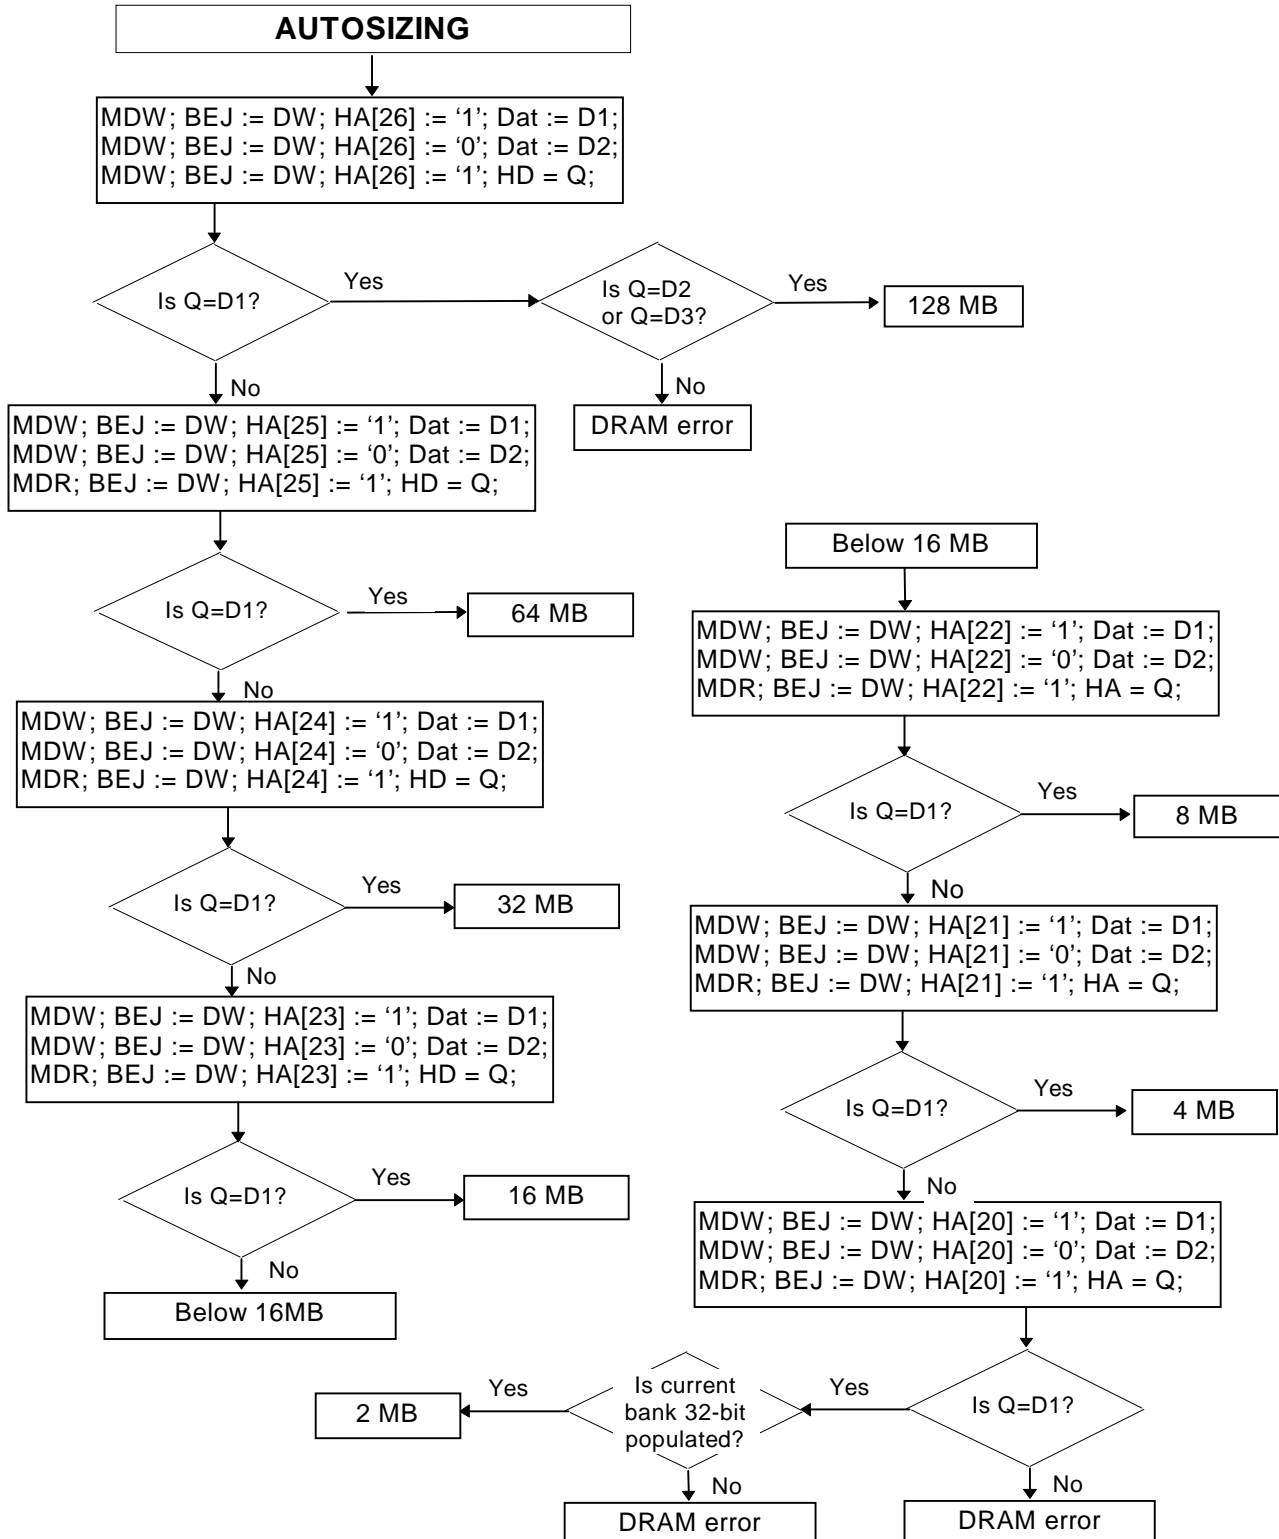 AUTOSIZING
MDW; BEJ := DW; HA[26] := ‘1’; Dat := D1;
MDW; BEJ := DW; HA[26] := ‘0’; Dat := D2;
MDW; BEJ := DW; HA[26] := ‘1’; HD = Q;
Is Q=D1?
Yes
Is Q=D2
or Q=D3?
Yes
128 MB
No
DRAM error
No
MDW; BEJ := DW; HA[25] := ‘1’; Dat := D1;
MDW; BEJ := DW; HA[25] := ‘0’; Dat := D2;
MDR; BEJ := DW; HA[25] := ‘1’; HD = Q;
Is Q=D1?
Yes
64 MB
No
MDW; BEJ := DW; HA[24] := ‘1’; Dat := D1;
MDW; BEJ := DW; HA[24] := ‘0’; Dat := D2;
MDR; BEJ := DW; HA[24] := ‘1’; HD = Q;
Is Q=D1?
Yes
32 MB
No
MDW; BEJ := DW; HA[23] := ‘1’; Dat := D1;
MDW; BEJ := DW; HA[23] := ‘0’; Dat := D2;
MDR; BEJ := DW; HA[23] := ‘1’; HD = Q;
Is Q=D1?
Yes
16 MB
No
Below 16MB
Below 16 MB
MDW; BEJ := DW; HA[22] := ‘1’; Dat := D1;
MDW; BEJ := DW; HA[22] := ‘0’; Dat := D2;
MDR; BEJ := DW; HA[22] := ‘1’; HA = Q;
Is Q=D1?
Yes
8 MB
No
MDW; BEJ := DW; HA[21] := ‘1’; Dat := D1;
MDW; BEJ := DW; HA[21] := ‘0’; Dat := D2;
MDR; BEJ := DW; HA[21] := ‘1’; HA = Q;
Is Q=D1?
Yes
4 MB
No
MDW; BEJ := DW; HA[20] := ‘1’; Dat := D1;
MDW; BEJ := DW; HA[20] := ‘0’; Dat := D2;
MDR; BEJ := DW; HA[20] := ‘1’; HA = Q;
Is Q=D1?
Yes
Is current
bank 32-bit
populated?
Yes
2 MB
No
DRAM error
No
DRAM error